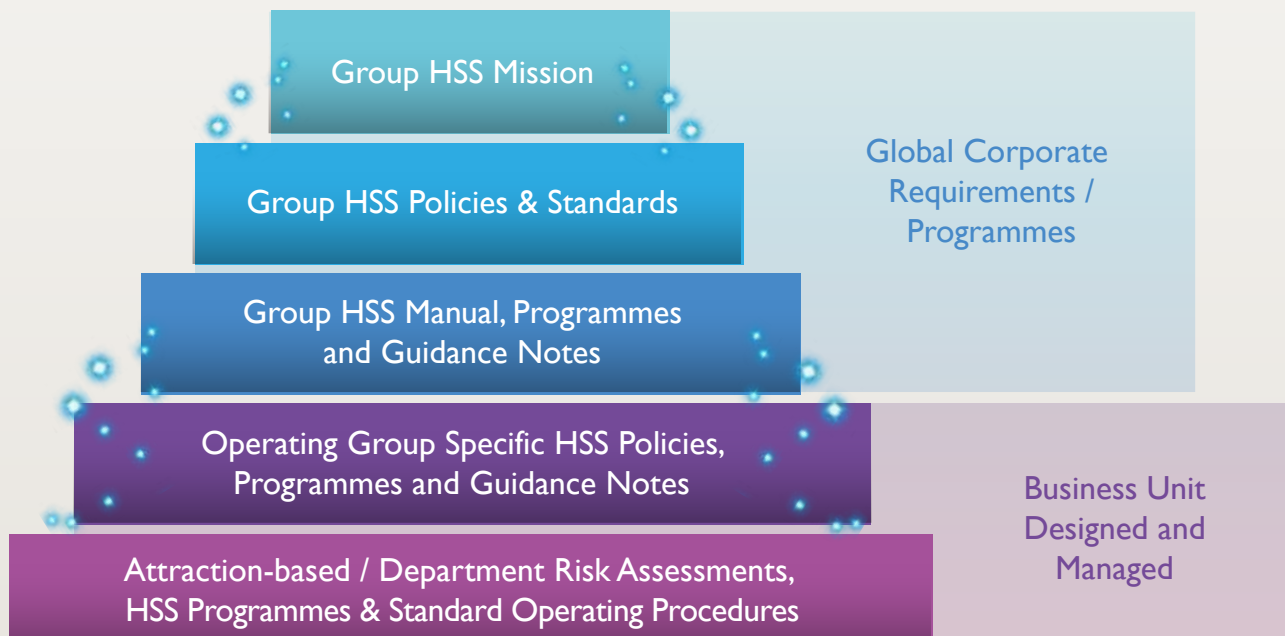 Group HSS Mission
Group HSS Policies & Standards
Global Corporate
Requirements /
Programmes
Group HSS Manual, Programmes
and Guidance Notes
Operating Group Specific HSS Policies,
Programmes and Guidance Notes
Business Unit
Designed and
Managed
Attraction-based / Department Risk Assessments,
HSS Programmes & Standard Operating Procedures